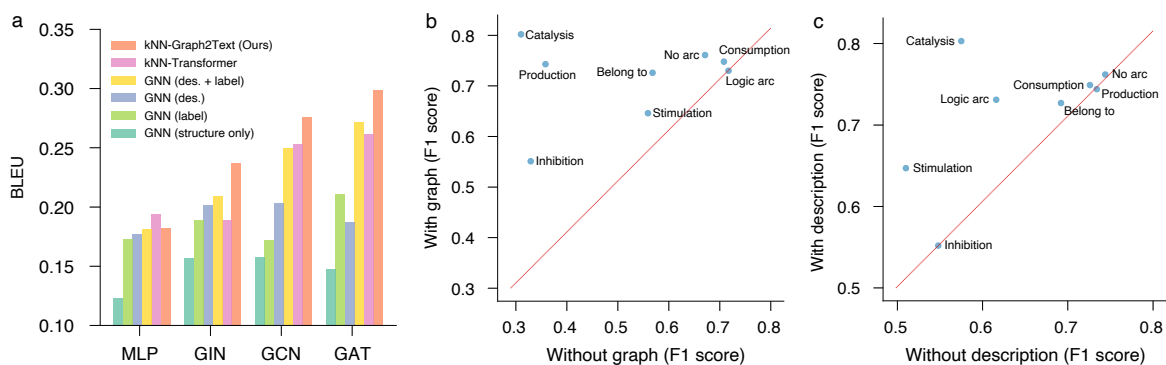 a
0.35
0.30
0.25
0.20
0.15
0.10
BLEU
kNN-Graph2Text (Ours)
kNN-Transformer
GNN (des. + label)
GNN (des.)
GNN (label)
GNN (structure only)
MLP GIN GCN GAT
b
0.8
0.7
0.6
0.5
0.4
0.3
With graph (F1 score)
Catalysis
Production
Belong to
No arc
Consumption
Logic arc
Stimulation
Inhibition
0.3 0.4 0.5 0.6 0.7 0.8
Without graph (F1 score)
c
0.8
0.7
0.6
0.5
With description (F1 score)
Catalysis
No arc
Consumption
Production
Logic arc
Belong to
Stimulation
Inhibition
0.5 0.6 0.7 0.8
Without description (F1 score)